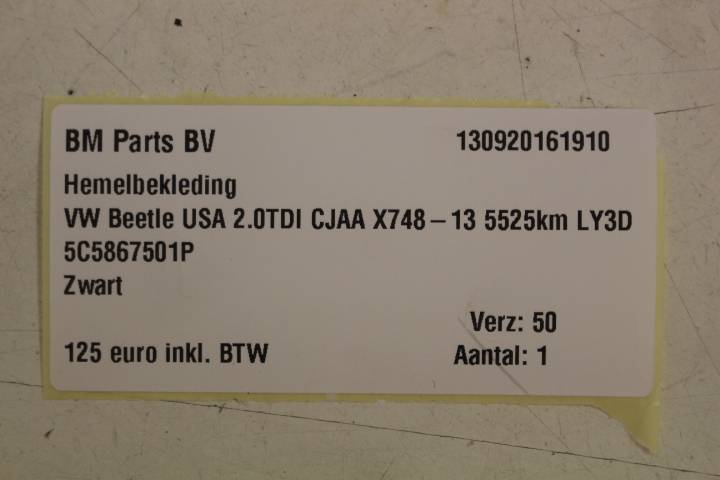 BM Parts BV 130920161910
Hemelbekleding
VW Beetle USA 2.0TDI CJAA X748 – 13 5525km LY3D
5C5867501P
Zwart
Verz: 50
125 euro inkl. BTW Aantal: 1